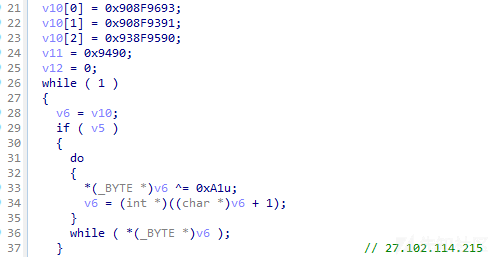 21 v10[0] = 0x908F9693;
22 v10[1] = 0x908F9391;
23 v10[2] = 0x938F9590;
24 v11 = 0x9490;
25 v12 = 0;
26 while ( 1 )
27 {
28 v6 = v10;
29 if ( v5 )
30 {
31 do
32 {
33 *(_BYTE *)v6 ^= 0xA1u;
34 v6 = (int *)((char *)v6 + 1);
35 }
36 while ( *(_BYTE *)v6 );
37 } // 27.102.114.215